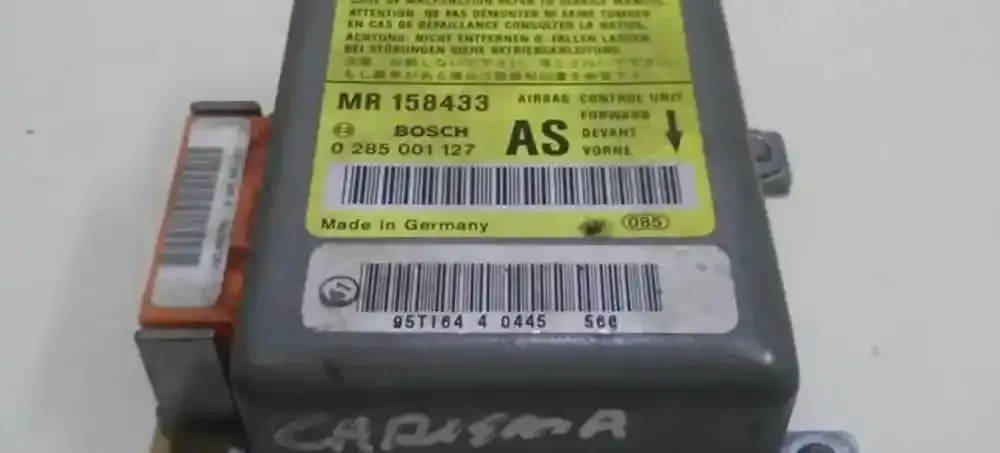 ATTENTION: NE PAS DÉMONTER NI FAIRE TOMBER
EN CAS DE DÉFAILLANCE CONSULTER LA NOTICE.
ACHTUNG: NICHT ENTFERNEN O. FALLEN LASSEN
BEI STÖRUNGEN SIEHE BETRIEBSANLEITUNG.
MR 158433 AIRBAG CONTROL UNIT
FORWARD
BOSCH AS DEVANT
0 285 001 127 VORNE
Made in Germany 085
95T164 4 0445 566
CARISMA